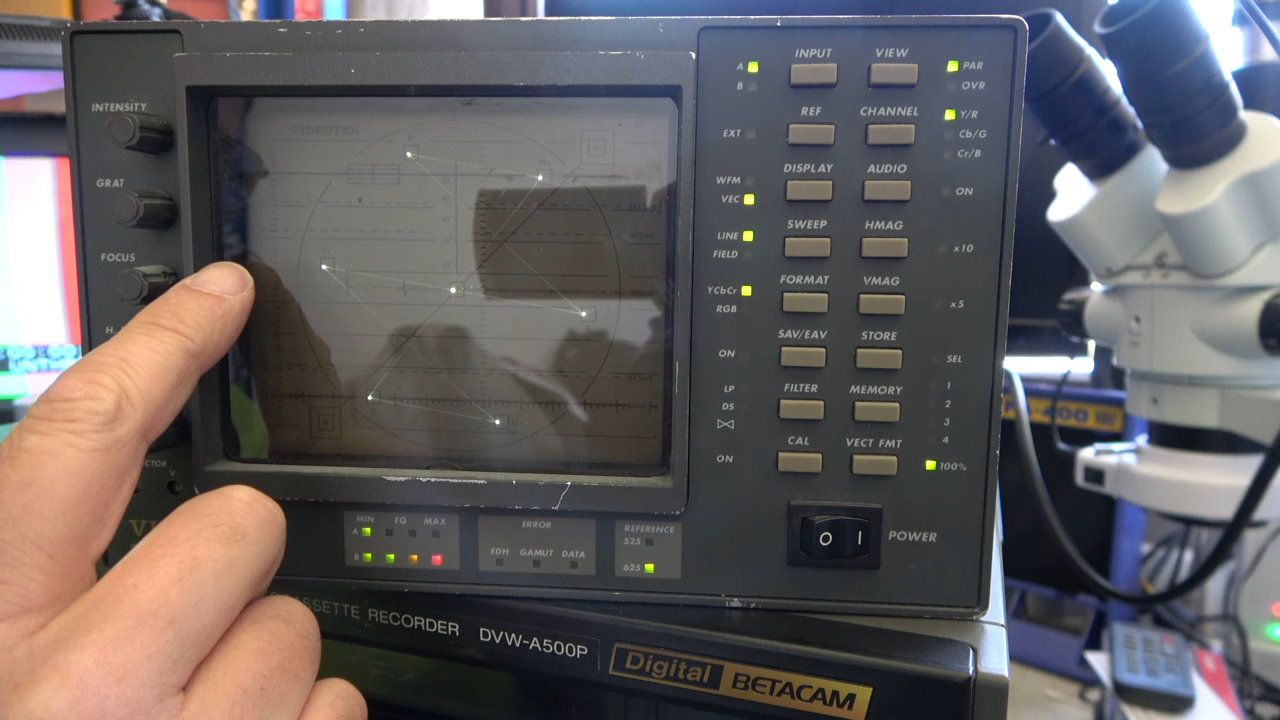 INTENSITY
GRAT
FOCUS
VIDEOTEK
INPUT
VIEW
A
B
PAR
OVR
REF
CHANNEL
EXT
Y/R
Cb/G
Cr/B
DISPLAY
AUDIO
WFM
VEC
ON
SWEEP
HMAG
LINE
FIELD
x10
FORMAT
VMAG
YCbCr
RGB
x5
SAV/EAV
STORE
ON
SEL
FILTER
MEMORY
LP
DS
1
2
3
4
CAL
VECT FMT
ON
100%
POWER
MIN EQ MAX
A
B
ERROR
EDH GAMUT DATA
REFERENCE
525
625
CASSETTE RECORDER DVW-A500P
Digital BETACAM